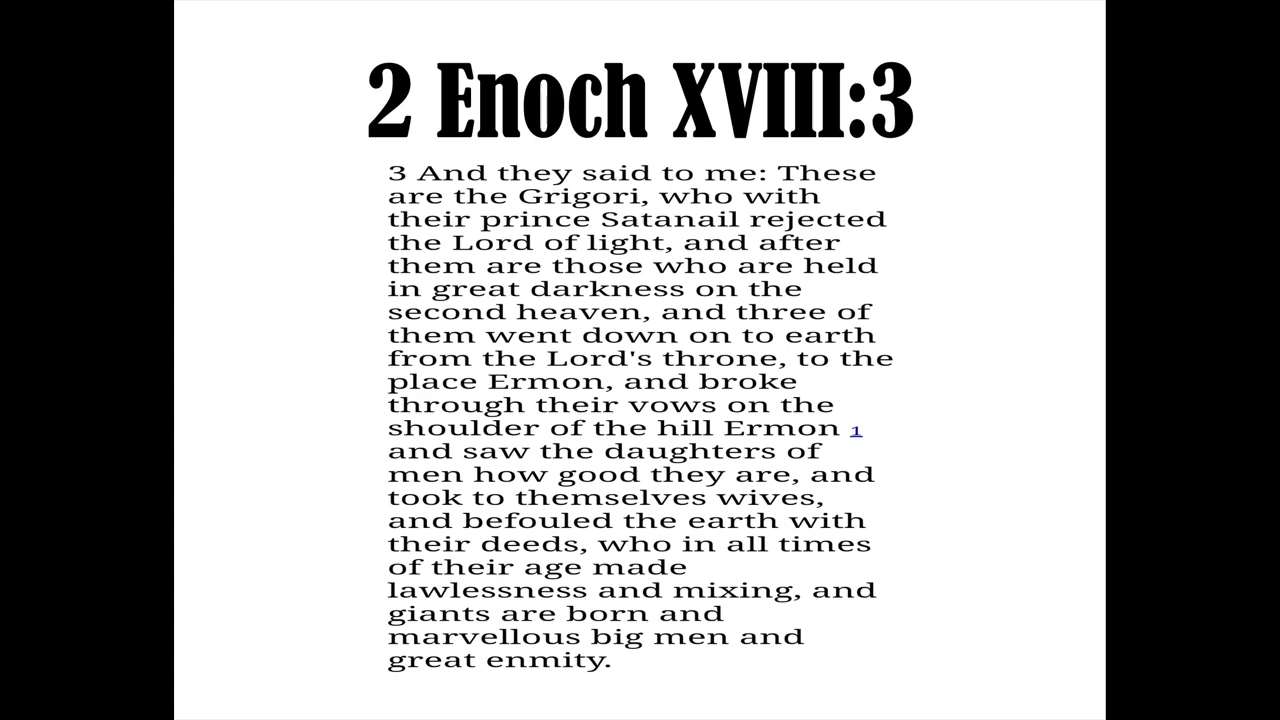 2 Enoch XVIII:3
3 And they said to me: These
are the Grigori, who with
their prince Satanail rejected
the Lord of light, and after
them are those who are held
in great darkness on the
second heaven, and three of
them went down on to earth
from the Lord's throne, to the
place Ermon, and broke
through their vows on the
shoulder of the hill Ermon 1
and saw the daughters of
men how good they are, and
took to themselves wives,
and befouled the earth with
their deeds, who in all times
of their age made
lawlessness and mixing, and
giants are born and
marvellous big men and
great enmity.